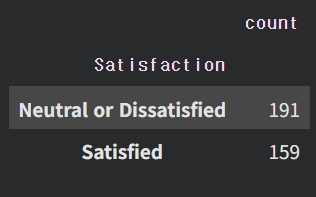 count
Satisfaction
Neutral or Dissatisfied 191
Satisfied 159